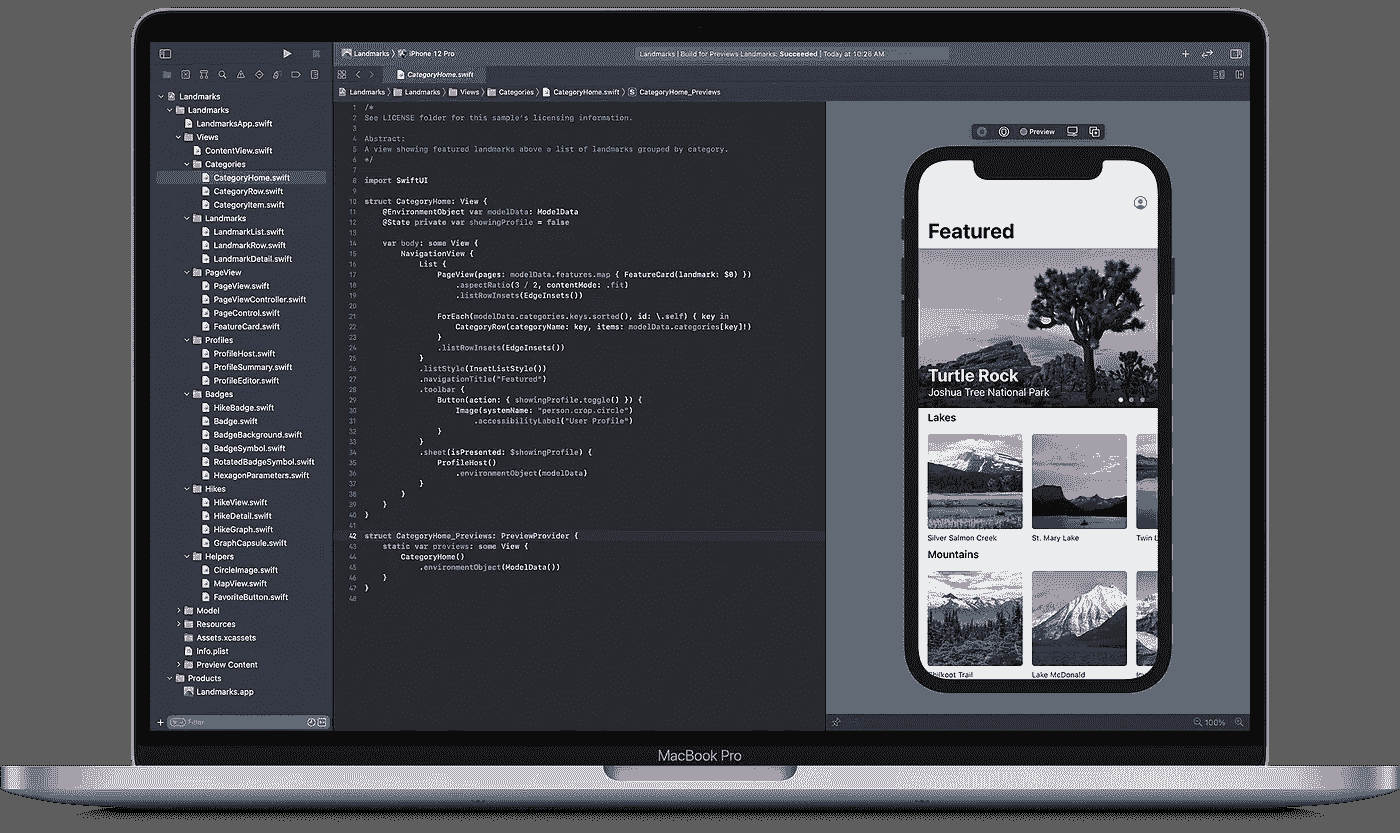 Landmarks iPhone 12 Pro
Landmarks | Build for Previews Landmarks: Succeeded | Today at 10:26 AM
CategoryHome.swift
Landmarks Landmarks Views Categories CategoryHome.swift S CategoryHome_Previews
Landmarks
Landmarks
LandmarksApp.swift
Views
ContentView.swift
Categories
CategoryHome.swift
CategoryRow.swift
CategoryItem.swift
Landmarks
LandmarkList.swift
LandmarkRow.swift
LandmarkDetail.swift
PageView
PageView.swift
PageViewController.swift
PageControl.swift
FeatureCard.swift
Profiles
ProfileHost.swift
ProfileSummary.swift
ProfileEditor.swift
Badges
HikeBadge.swift
Badge.swift
BadgeBackground.swift
BadgeSymbol.swift
RotatedBadgeSymbol.swift
HexagonParameters.swift
Hikes
HikeView.swift
HikeDetail.swift
HikeGraph.swift
GraphCapsule.swift
Helpers
CircleImage.swift
MapView.swift
FavoriteButton.swift
Model
Resources
Assets.xcassets
Info.plist
Preview Content
Products
Landmarks.app
Filter
1 /*
2 See LICENSE folder for this sample's licensing information.
3
4 Abstract:
5 A view showing featured landmarks above a list of landmarks grouped by category.
6 */
7
8 import SwiftUI
9
10 struct CategoryHome: View {
11 @EnvironmentObject var modelData: ModelData
12 @State private var showingProfile = false
13
14 var body: some View {
15 NavigationView {
16 List {
17 PageView(pages: modelData.features.map { FeatureCard(landmark: $0) })
18 .aspectRatio(3 / 2, contentMode: .fit)
19 .listRowInsets(EdgeInsets())
20
21 ForEach(modelData.categories.keys.sorted(), id: \.self) { key in
22 CategoryRow(categoryName: key, items: modelData.categories[key]!)
23 }
24 .listRowInsets(EdgeInsets())
25 }
26 .listStyle(InsetListStyle())
27 .navigationTitle("Featured")
28 .toolbar {
29 Button(action: { showingProfile.toggle() }) {
30 Image(systemName: "person.crop.circle")
31 .accessibilityLabel("User Profile")
32 }
33 }
34 .sheet(isPresented: $showingProfile) {
35 ProfileHost()
36 .environmentObject(modelData)
37 }
38 }
39 }
40 }
41
42 struct CategoryHome_Previews: PreviewProvider {
43 static var previews: some View {
44 CategoryHome()
45 .environmentObject(ModelData())
46 }
47 }
48
Preview
Featured
Turtle Rock
Joshua Tree National Park
Lakes
Silver Salmon Creek St. Mary Lake Twin L
Mountains
Chilkoot Trail Lake McDonald
100%
MacBook Pro